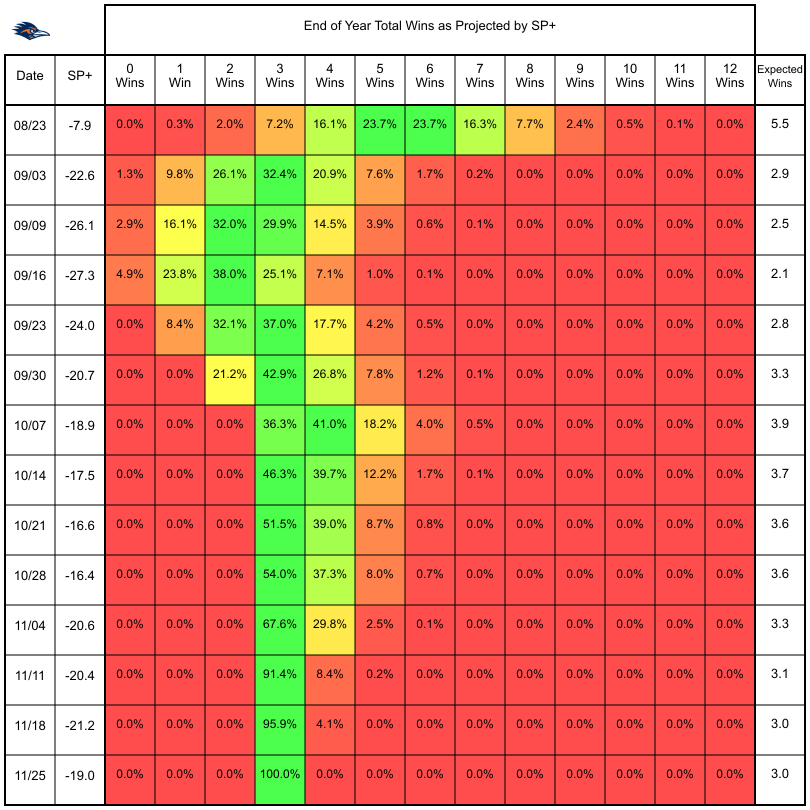 End of Year Total Wins as Projected by SP+
Date SP+ 0 Wins 1 Win 2 Wins 3 Wins 4 Wins 5 Wins 6 Wins 7 Wins 8 Wins 9 Wins 10 Wins 11 Wins 12 Wins Expected Wins
08/23 -7.9 0.0% 0.3% 2.0% 7.2% 16.1% 23.7% 23.7% 16.3% 7.7% 2.4% 0.5% 0.1% 0.0% 5.5
09/03 -22.6 1.3% 9.8% 26.1% 32.4% 20.9% 7.6% 1.7% 0.2% 0.0% 0.0% 0.0% 0.0% 0.0% 2.9
09/09 -26.1 2.9% 16.1% 32.0% 29.9% 14.5% 3.9% 0.6% 0.1% 0.0% 0.0% 0.0% 0.0% 0.0% 2.5
09/16 -27.3 4.9% 23.8% 38.0% 25.1% 7.1% 1.0% 0.1% 0.0% 0.0% 0.0% 0.0% 0.0% 0.0% 2.1
09/23 -24.0 0.0% 8.4% 32.1% 37.0% 17.7% 4.2% 0.5% 0.0% 0.0% 0.0% 0.0% 0.0% 0.0% 2.8
09/30 -20.7 0.0% 0.0% 21.2% 42.9% 26.8% 7.8% 1.2% 0.1% 0.0% 0.0% 0.0% 0.0% 0.0% 3.3
10/07 -18.9 0.0% 0.0% 0.0% 36.3% 41.0% 18.2% 4.0% 0.5% 0.0% 0.0% 0.0% 0.0% 0.0% 3.9
10/14 -17.5 0.0% 0.0% 0.0% 46.3% 39.7% 12.2% 1.7% 0.1% 0.0% 0.0% 0.0% 0.0% 0.0% 3.7
10/21 -16.6 0.0% 0.0% 0.0% 51.5% 39.0% 8.7% 0.8% 0.0% 0.0% 0.0% 0.0% 0.0% 0.0% 3.6
10/28 -16.4 0.0% 0.0% 0.0% 54.0% 37.3% 8.0% 0.7% 0.0% 0.0% 0.0% 0.0% 0.0% 0.0% 3.6
11/04 -20.6 0.0% 0.0% 0.0% 67.6% 29.8% 2.5% 0.1% 0.0% 0.0% 0.0% 0.0% 0.0% 0.0% 3.3
11/11 -20.4 0.0% 0.0% 0.0% 91.4% 8.4% 0.2% 0.0% 0.0% 0.0% 0.0% 0.0% 0.0% 0.0% 3.1
11/18 -21.2 0.0% 0.0% 0.0% 95.9% 4.1% 0.0% 0.0% 0.0% 0.0% 0.0% 0.0% 0.0% 0.0% 3.0
11/25 -19.0 0.0% 0.0% 0.0% 100.0% 0.0% 0.0% 0.0% 0.0% 0.0% 0.0% 0.0% 0.0% 0.0% 3.0